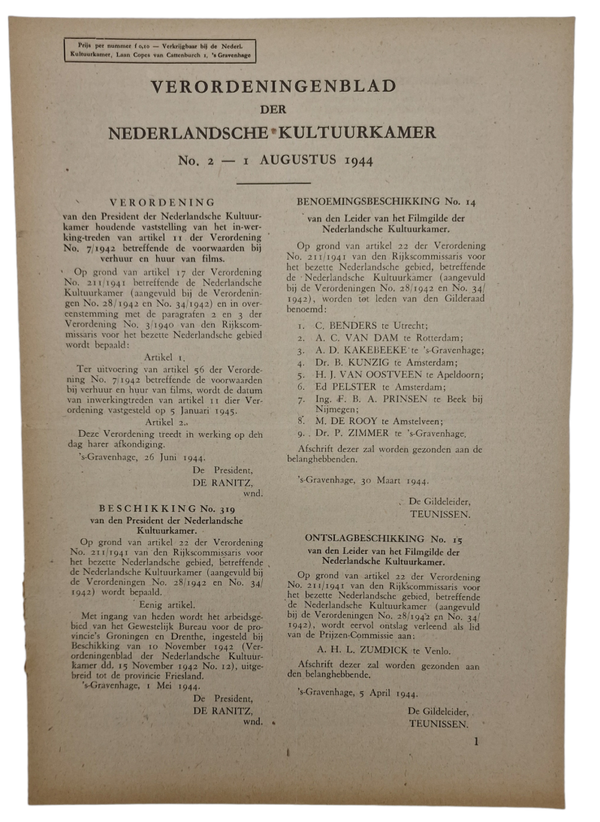 Prijs per nummer f 0,10 — Verkrijgbaar bij de Nederl.
Kultuurkamer, Laan Copes van Cattenburch 1, 's Gravenhage
VERORDENINGENBLAD
DER
NEDERLANDSCHE KULTUURKAMER
No. 2 — 1 AUGUSTUS 1944
VERORDENING
van den President der Nederlandsche Kultuur-
kamer houdende vaststelling van het in-wer-
king-treden van artikel 11 der Verordening
No. 7/1942 betreffende de voorwaarden bij
verhuur en huur van films.
Op grond van artikel 17 der Verordening
No. 211/1941 betreffende de Nederlandsche
Kultuurkamer (aangevuld bij de Verordenin-
gen No. 28/1942 en No. 34/1942) en in over-
eenstemming met de paragrafen 2 en 3 der
Verordening No. 3/1940 van den Rijkscom-
missaris voor het bezette Nederlandsche gebied
wordt bepaald:
Artikel 1.
Ter uitvoering van artikel 56 der Verorde-
ning No. 7/1942 betreffende de voorwaarden
bij verhuur en huur van films, wordt de datum
van inwerkingtreden van artikel 11 dier Ver-
ordening vastgesteld op 5 Januari 1945.
Artikel 2.
Deze Verordening treedt in werking op den
dag harer afkondiging.
's-Gravenhage, 26 Juni 1944.
De President,
DE RANITZ,
wnd.
BESCHIKKING No. 319
van den President der Nederlandsche
Kultuurkamer.
Op grond van artikel 22 der Verordening
No. 211/1941 van den Rijkscommissaris voor
het bezette Nederlandsche gebied, betreffende
de Nederlandsche Kultuurkamer (aangevuld bij
de Verordeningen No. 28/1942 en No. 34/
1942) wordt bepaald.
Eenig artikel.
Met ingang van heden wordt het arbeidsge-
bied van het Gewestelijk Bureau voor de pro-
vincie's Groningen en Drenthe, ingesteld bij
Beschikking van 10 November 1942 (Ver-
ordeningenblad der Nederlandsche Kultuur-
kamer dd. 15 November 1942 No. 12), uitge-
breid tot de provincie Friesland.
's-Gravenhage, 1 Mei 1944.
De President,
DE RANITZ,
wnd.
BENOEMINGSBESCHIKKING No. 14
van den Leider van het Filmgilde der
Nederlandsche Kultuurkamer.
Op grond van artikel 22 der Verordening
No. 211/1941 van den Rijkscommissaris voor
het bezette Nederlandsche gebied, betreffende
de Nederlandsche Kultuurkamer (aangevuld
bij de Verordeningen No. 28/1942 en No. 34/
1942), worden tot leden van den Gilderaad
benoemd:
1. C. BENDERS te Utrecht;
2. A. C. VAN DAM te Rotterdam;
3. A. D. KAKEBEEKE te 's-Gravenhage;
4. Dr. B. KUNZIG te Amsterdam;
5. H. J. VAN OOSTVEEN te Apeldoorn;
6. Ed PELSTER te Amsterdam;
7. Ing. F. B. A. PRINSEN te Beek bij
Nijmegen;
8. M. DE ROOY te Amstelveen;
9. Dr. P. ZIMMER te 's-Gravenhage,
Afschrift dezer zal worden gezonden aan de
belanghebbenden.
's-Gravenhage, 30 Maart 1944.
De Gildeleider,
TEUNISSEN.
ONTSLAGBESCHIKKING No. 15
van den Leider van het Filmgilde der
Nederlandsche Kultuurkamer.
Op grond van artikel 22 der Verordening
No. 211/1941 van den Rijkscommissaris voor
het bezette Nederlandsche gebied, betreffende
de Nederlandsche Kultuurkamer (aangevuld
bij de Verordeningen No. 28/1942 en No. 34/
1942), wordt eervol ontslag verleend als lid
van de Prijzen-Commissie aan:
A. H. L. ZUMDICK te Venlo.
Afschrift dezer zal worden gezonden aan
den belanghebbende.
's-Gravenhage, 5 April 1944.
De Gildeleider,
TEUNISSEN.
1